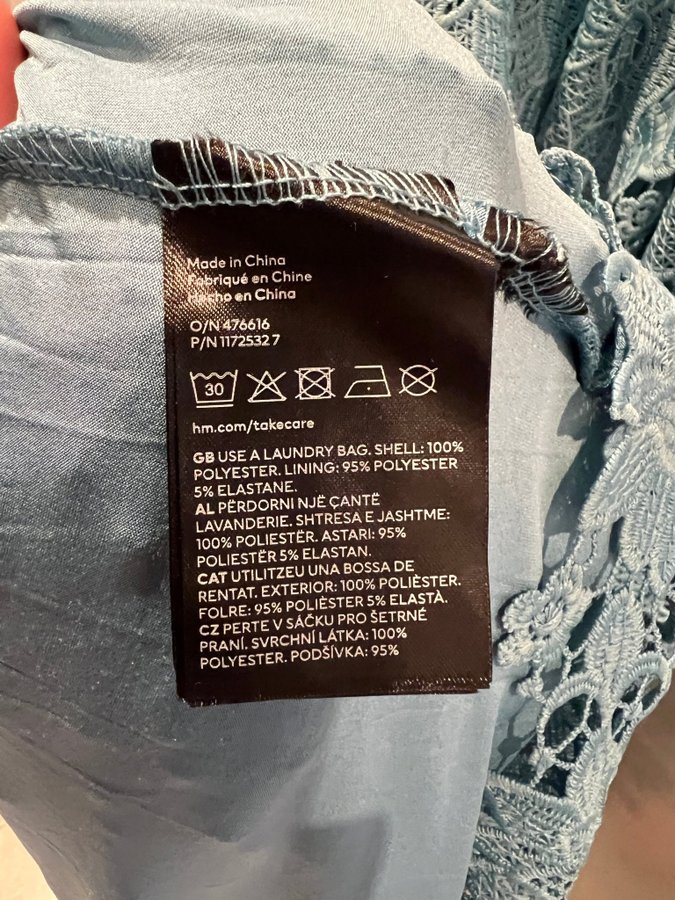 Made in China
Fabriqué en Chine
Hecho en China
O/N 476616
P/N 11725327
30
hm.com/takecare
GB USE A LAUNDRY BAG. SHELL: 100%
POLYESTER. LINING: 95% POLYESTER
5% ELASTANE.
AL PËRDORNI NJË ÇANTË
LAVANDERIE. SHTRESA E JASHTME:
100% POLIESTËR. ASTARI: 95%
POLIESTËR 5% ELASTAN.
CAT UTILITZEU UNA BOSSA DE
RENTAT. EXTERIOR: 100% POLIÈSTER.
FOLRE: 95% POLIÈSTER 5% ELASTÀ.
CZ PERTE V SÁČKU PRO ŠETRNÉ
PRANÍ. SVRCHNÍ LÁTKA: 100%
POLYESTER. PODŠÍVKA: 95%